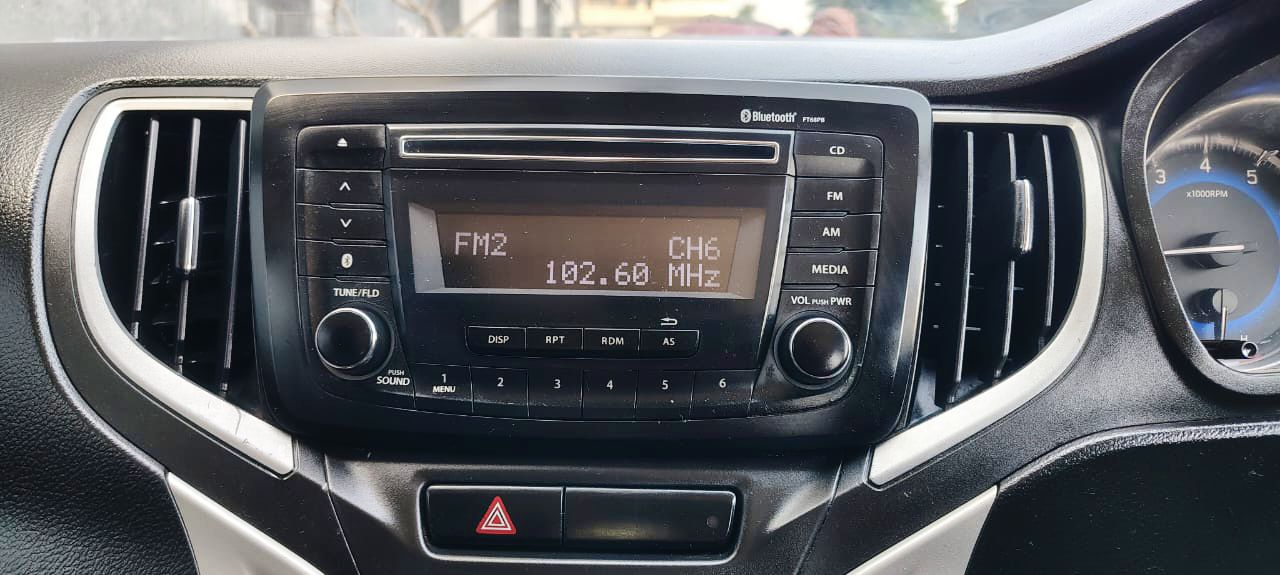 Bluetooth® FT68PB
CD
FM
AM
MEDIA
FM2 CH6
102.60 MHz
TUNE/FLD
VOL PUSH PWR
DISP RPT RDM AS
PUSH
SOUND
1 2 3 4 5 6
MENU
3 4 5
x1000RPM